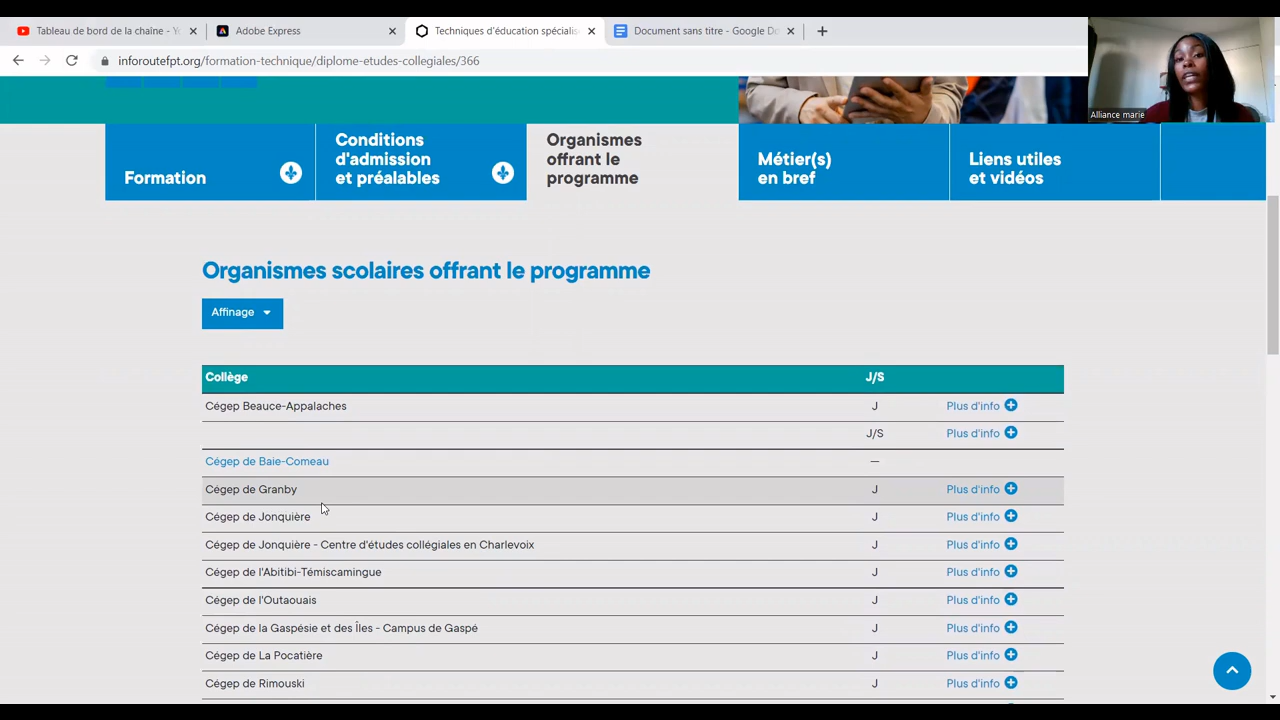 Tableau de bord de la chaîne - Y
Adobe Express
Techniques d'éducation spécialis
Document sans titre - Google Do
inforoutefpt.org/formation-technique/diplome-etudes-collegiales/366
Alliance marie
Formation
Conditions
d'admission
et préalables
Organismes
offrant le
programme
Métier(s)
en bref
Liens utiles
et vidéos
Organismes scolaires offrant le programme
Affinage
Collège J/S
Cégep Beauce-Appalaches J Plus d'info
J/S Plus d'info
Cégep de Baie-Comeau —
Cégep de Granby J Plus d'info
Cégep de Jonquière J Plus d'info
Cégep de Jonquière - Centre d'études collégiales en Charlevoix J Plus d'info
Cégep de l'Abitibi-Témiscamingue J Plus d'info
Cégep de l'Outaouais J Plus d'info
Cégep de la Gaspésie et des Îles - Campus de Gaspé J Plus d'info
Cégep de La Pocatière J Plus d'info
Cégep de Rimouski J Plus d'info